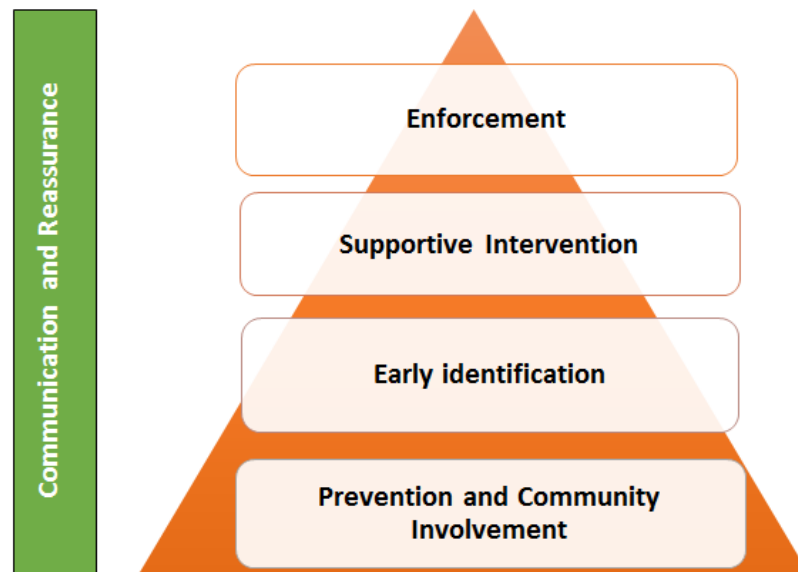 Communication and Reassurance
Enforcement
Supportive Intervention
Early identification
Prevention and Community
Involvement